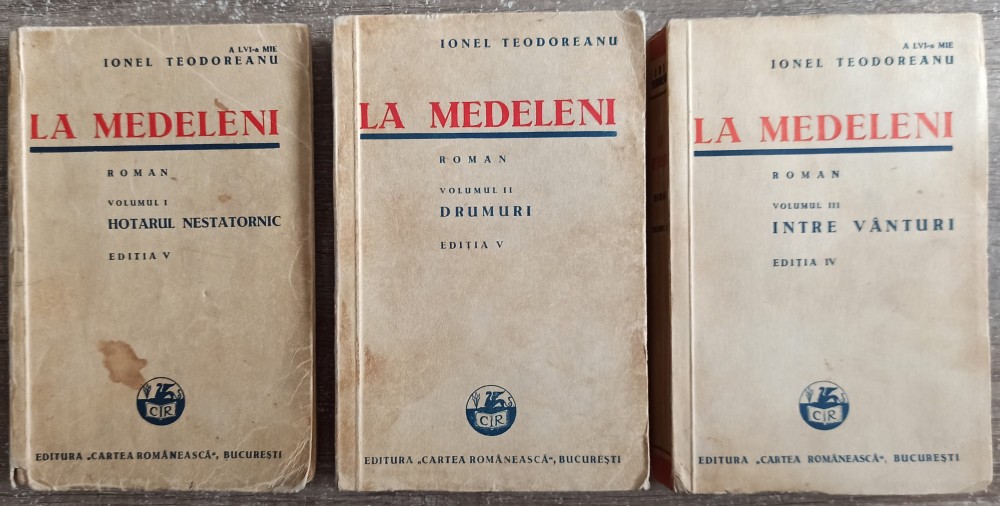 A LVI-a MIE
IONEL TEODOREANU
LA MEDELENI
ROMAN
VOLUMUL I
HOTARUL NESTATORNIC
EDITIA V
CR
EDITURA „CARTEA ROMÂNEASCĂ“, BUCUREȘTI
IONEL TEODOREANU
LA MEDELENI
ROMAN
VOLUMUL II
DRUMURI
EDIȚIA V
CR
EDITURA „CARTEA ROMÂNEASCĂ“, BUCUREȘTI
A LVI-a MIE
IONEL TEODOREANU
LA MEDELENI
ROMAN
VOLUMUL III
INTRE VÂNTURI
EDIȚIA IV
CR
EDITURA „CARTEA ROMÂNEASCĂ“, BUCUREȘTI